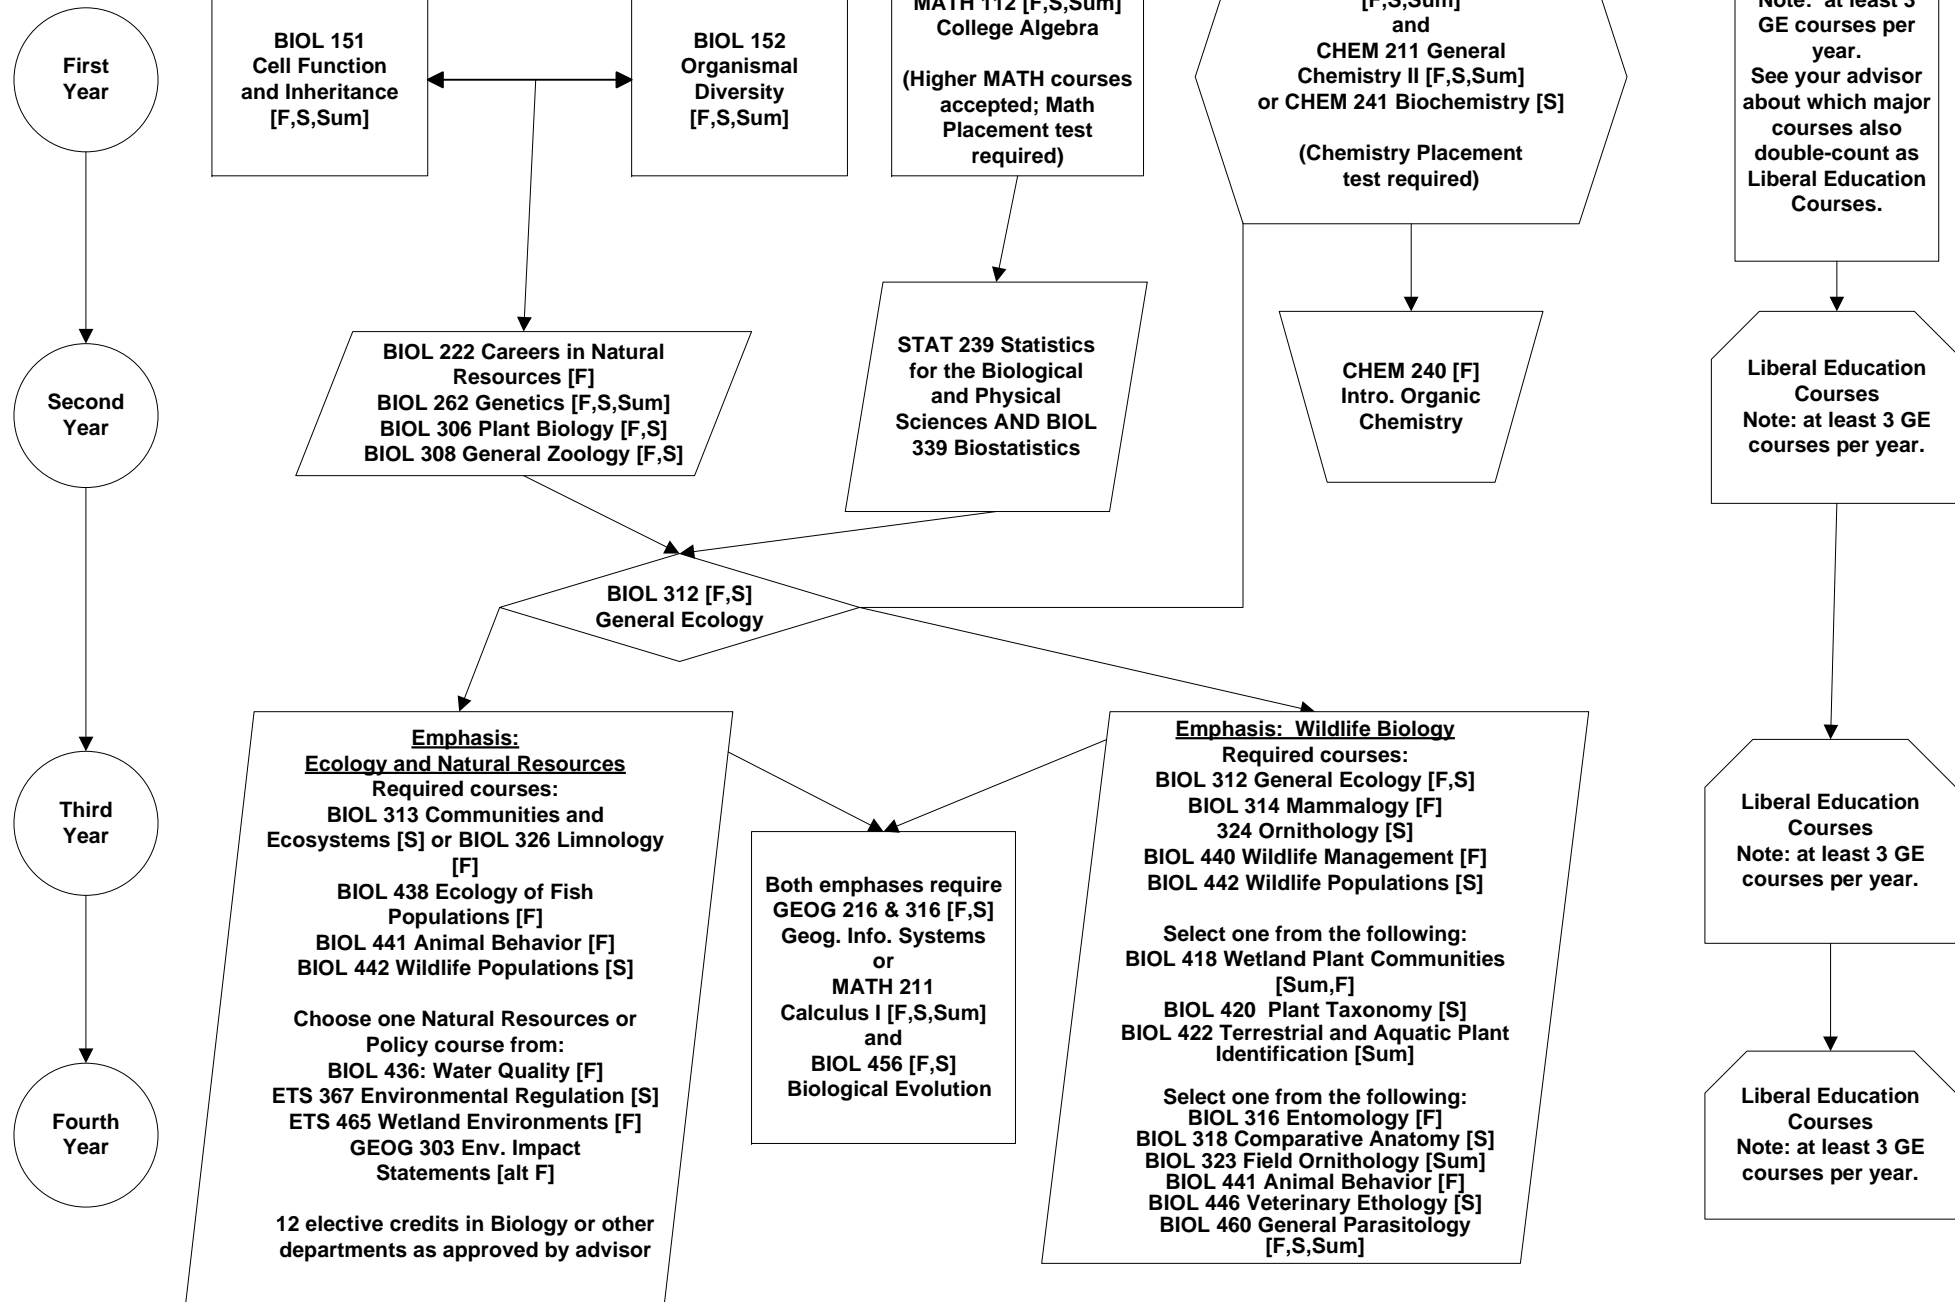 First
Year
BIOL 151
Cell Function
and Inheritance
[F,S,Sum]
BIOL 152
Organismal
Diversity
[F,S,Sum]
MATH 112 [F,S,Sum]
College Algebra
(Higher MATH courses
accepted; Math
Placement test
required)
[F,S,Sum]
and
CHEM 211 General
Chemistry II [F,S,Sum]
or CHEM 241 Biochemistry [S]
(Chemistry Placement
test required)
Note: at least 3
GE courses per
year.
See your advisor
about which major
courses also
double-count as
Liberal Education
Courses.
Second
Year
BIOL 222 Careers in Natural
Resources [F]
BIOL 262 Genetics [F,S,Sum]
BIOL 306 Plant Biology [F,S]
BIOL 308 General Zoology [F,S]
STAT 239 Statistics
for the Biological
and Physical
Sciences AND BIOL
339 Biostatistics
CHEM 240 [F]
Intro. Organic
Chemistry
Liberal Education
Courses
Note: at least 3 GE
courses per year.
BIOL 312 [F,S]
General Ecology
Third
Year
Emphasis:
Ecology and Natural Resources
Required courses:
BIOL 313 Communities and
Ecosystems [S] or BIOL 326 Limnology
[F]
BIOL 438 Ecology of Fish
Populations [F]
BIOL 441 Animal Behavior [F]
BIOL 442 Wildlife Populations [S]
Choose one Natural Resources or
Policy course from:
BIOL 436: Water Quality [F]
ETS 367 Environmental Regulation [S]
ETS 465 Wetland Environments [F]
GEOG 303 Env. Impact
Statements [alt F]
12 elective credits in Biology or other
departments as approved by advisor
Both emphases require
GEOG 216 & 316 [F,S]
Geog. Info. Systems
or
MATH 211
Calculus I [F,S,Sum]
and
BIOL 456 [F,S]
Biological Evolution
Emphasis: Wildlife Biology
Required courses:
BIOL 312 General Ecology [F,S]
BIOL 314 Mammalogy [F]
324 Ornithology [S]
BIOL 440 Wildlife Management [F]
BIOL 442 Wildlife Populations [S]
Select one from the following:
BIOL 418 Wetland Plant Communities
[Sum,F]
BIOL 420 Plant Taxonomy [S]
BIOL 422 Terrestrial and Aquatic Plant
Identification [Sum]
Select one from the following:
BIOL 316 Entomology [F]
BIOL 318 Comparative Anatomy [S]
BIOL 323 Field Ornithology [Sum]
BIOL 441 Animal Behavior [F]
BIOL 446 Veterinary Ethology [S]
BIOL 460 General Parasitology
[F,S,Sum]
Liberal Education
Courses
Note: at least 3 GE
courses per year.
Fourth
Year
Liberal Education
Courses
Note: at least 3 GE
courses per year.